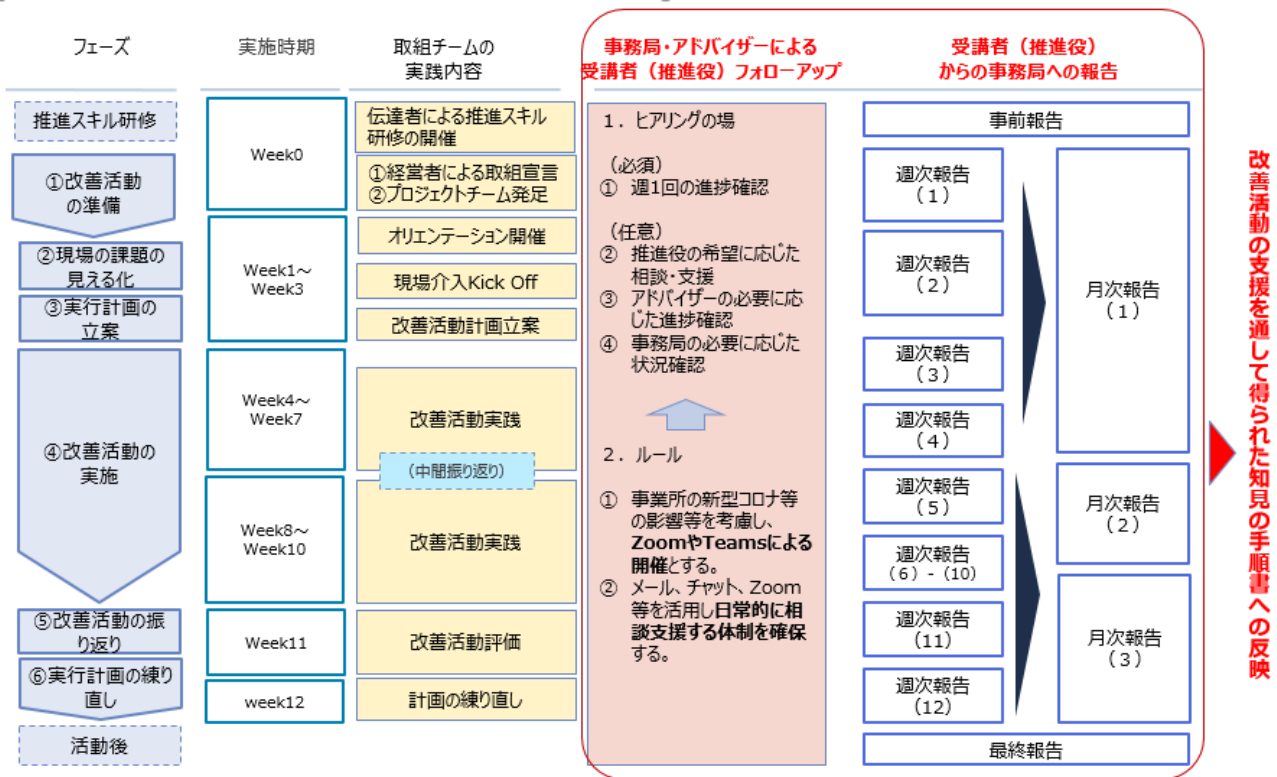 フェーズ
実施時期
取組チームの
実践内容
事務局・アドバイザーによる
受講者（推進役）フォローアップ
受講者（推進役）
からの事務局への報告
推進スキル研修
①改善活動
の準備
②現場の課題の
見える化
③実行計画の
立案
④改善活動の
実施
⑤改善活動の振
り返り
⑥実行計画の練り
直し
活動後
Week0
Week1～
Week3
Week4～
Week7
Week8～
Week10
Week11
week12
伝達者による推進スキル
研修の開催
①経営者による取組宣言
②プロジェクトチーム発足
オリエンテーション開催
現場介入Kick Off
改善活動計画立案
改善活動実践
（中間振り返り）
改善活動実践
改善活動評価
計画の練り直し
１．ヒアリングの場
（必須）
① 週1回の進捗確認
（任意）
② 推進役の希望に応じた
相談・支援
③ アドバイザーの必要に応
じた進捗確認
④ 事務局の必要に応じた
状況確認
２．ルール
① 事業所の新型コロナ等
の影響等を考慮し、
ZoomやTeamsによる
開催とする。
② メール、チャット、Zoom
等を活用し日常的に相
談支援する体制を確保
する。
事前報告
週次報告
（１）
週次報告
（２）
週次報告
（３）
週次報告
（４）
週次報告
（５）
週次報告
（６）-（10）
週次報告
（11）
週次報告
（12）
月次報告
（１）
月次報告
（２）
月次報告
（３）
最終報告
改善活動の支援を通して得られた知見の手順書への反映